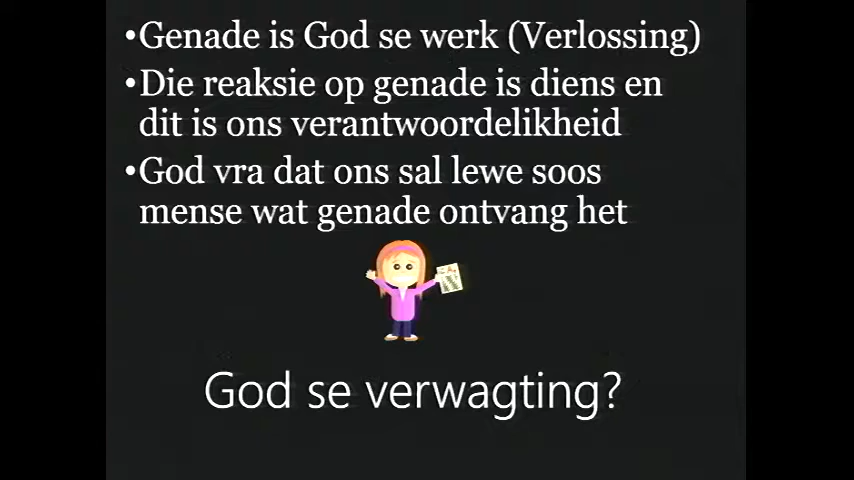 •Genade is God se werk (Verlossing)
•Die reaksie op genade is diens en
dit is ons verantwoordelikheid
•God vra dat ons sal lewe soos
mense wat genade ontvang het
God se verwagting?